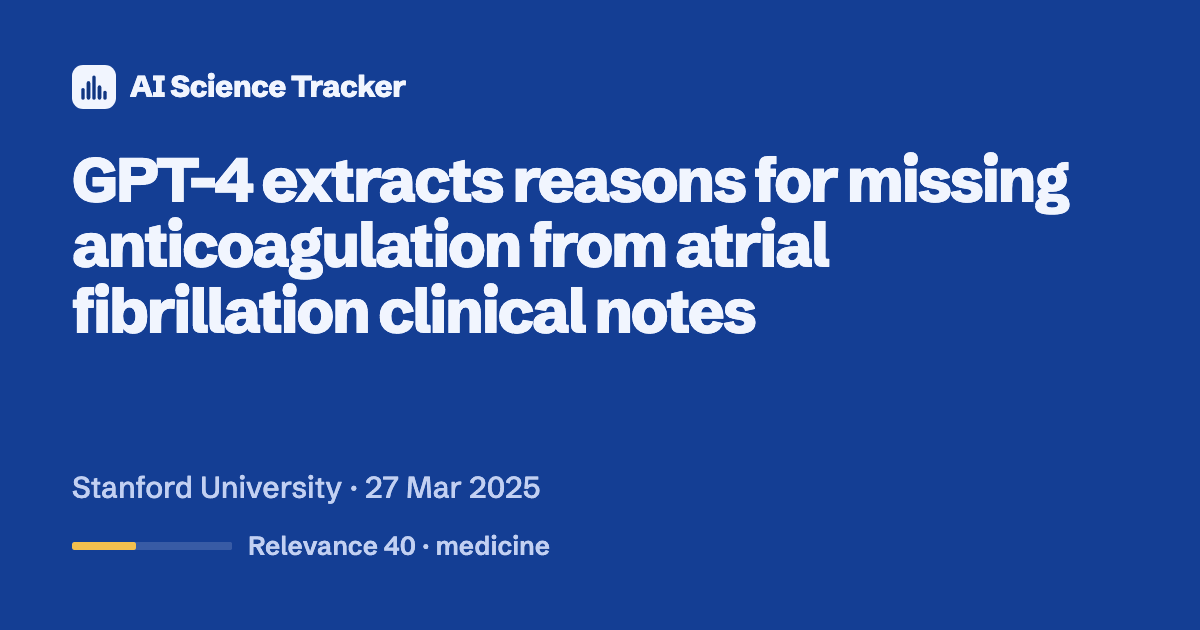 AI Science Tracker
GPT-4 extracts reasons for missing
anticoagulation from atrial
fibrillation clinical notes
Stanford University · 27 Mar 2025
Relevance 40 · medicine